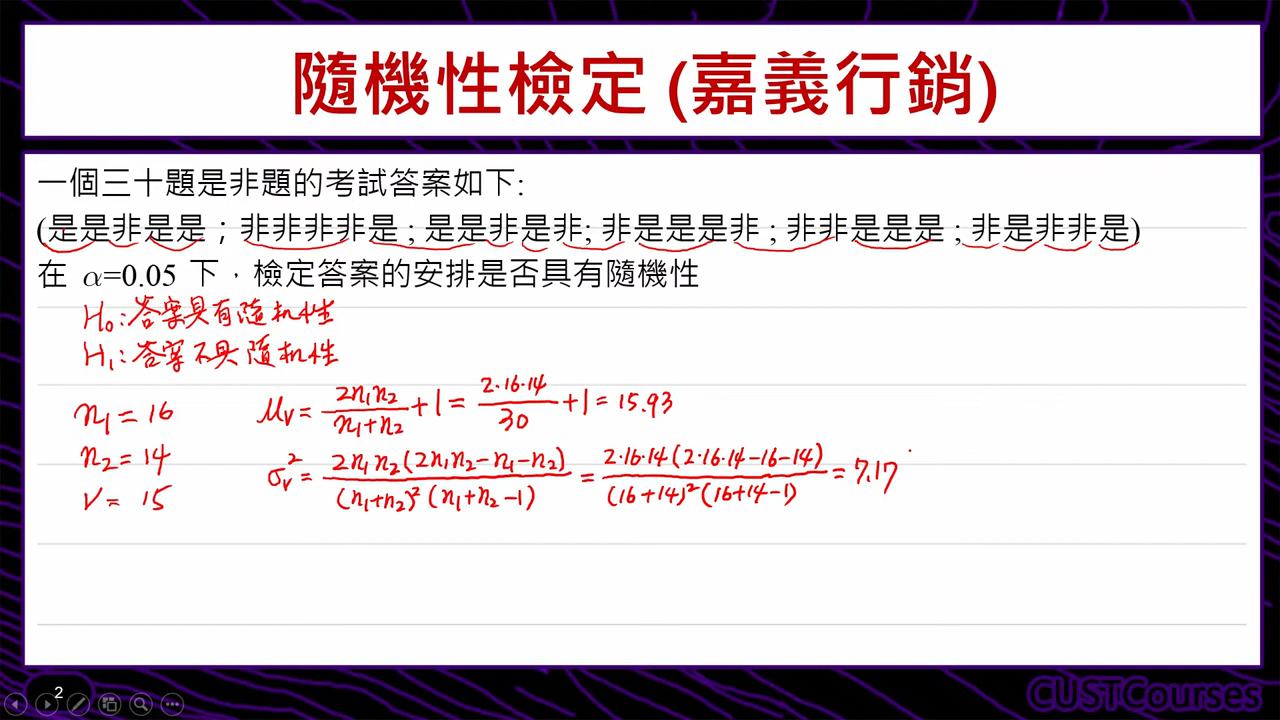 隨機性檢定 (嘉義行銷)
一個三十題是非題的考試答案如下:
(是是非是是；非非非非是 ; 是是非是非; 非是是是非 ; 非非是是是 ; 非是非非是)
在 α=0.05 下，檢定答案的安排是否具有隨機性
H₀: 答案具有隨机性
H₁: 答案不具隨机性
n₁ = 16
n₂ = 14
V = 15
μᵥ = 2n₁n₂ / (n₁+n₂) + 1 = 2·16·14 / 30 + 1 = 15.93
σᵥ² = 2n₁n₂(2n₁n₂-n₁-n₂) / (n₁+n₂)²(n₁+n₂-1) = 2·16·14(2·16·14-16-14) / (16+14)²(16+14-1) = 7.17
2
CUSTCourses